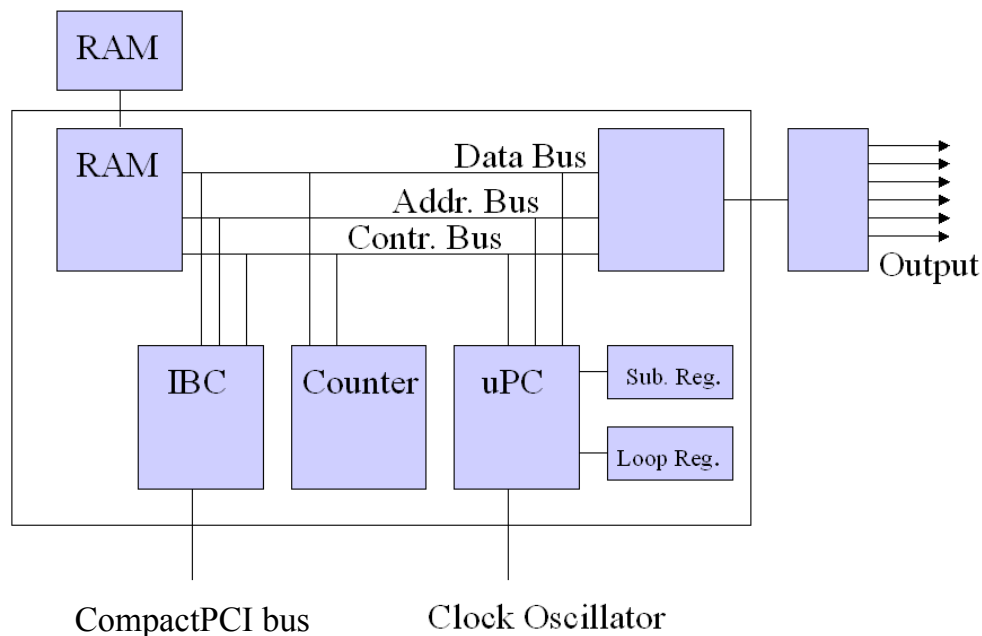 RAM
RAM
Data Bus
Addr. Bus
Contr. Bus
Output
IBC
Counter
uPC
Sub. Reg.
Loop Reg.
CompactPCI bus
Clock Oscillator